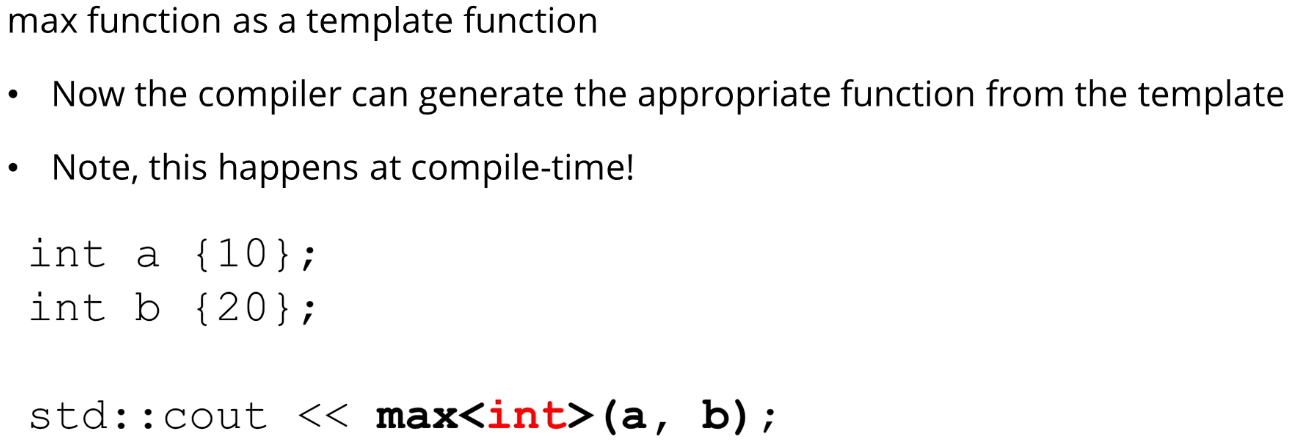 max function as a template function
• Now the compiler can generate the appropriate function from the template
• Note, this happens at compile-time!
int a {10};
int b {20};
std::cout << max<int>(a, b);